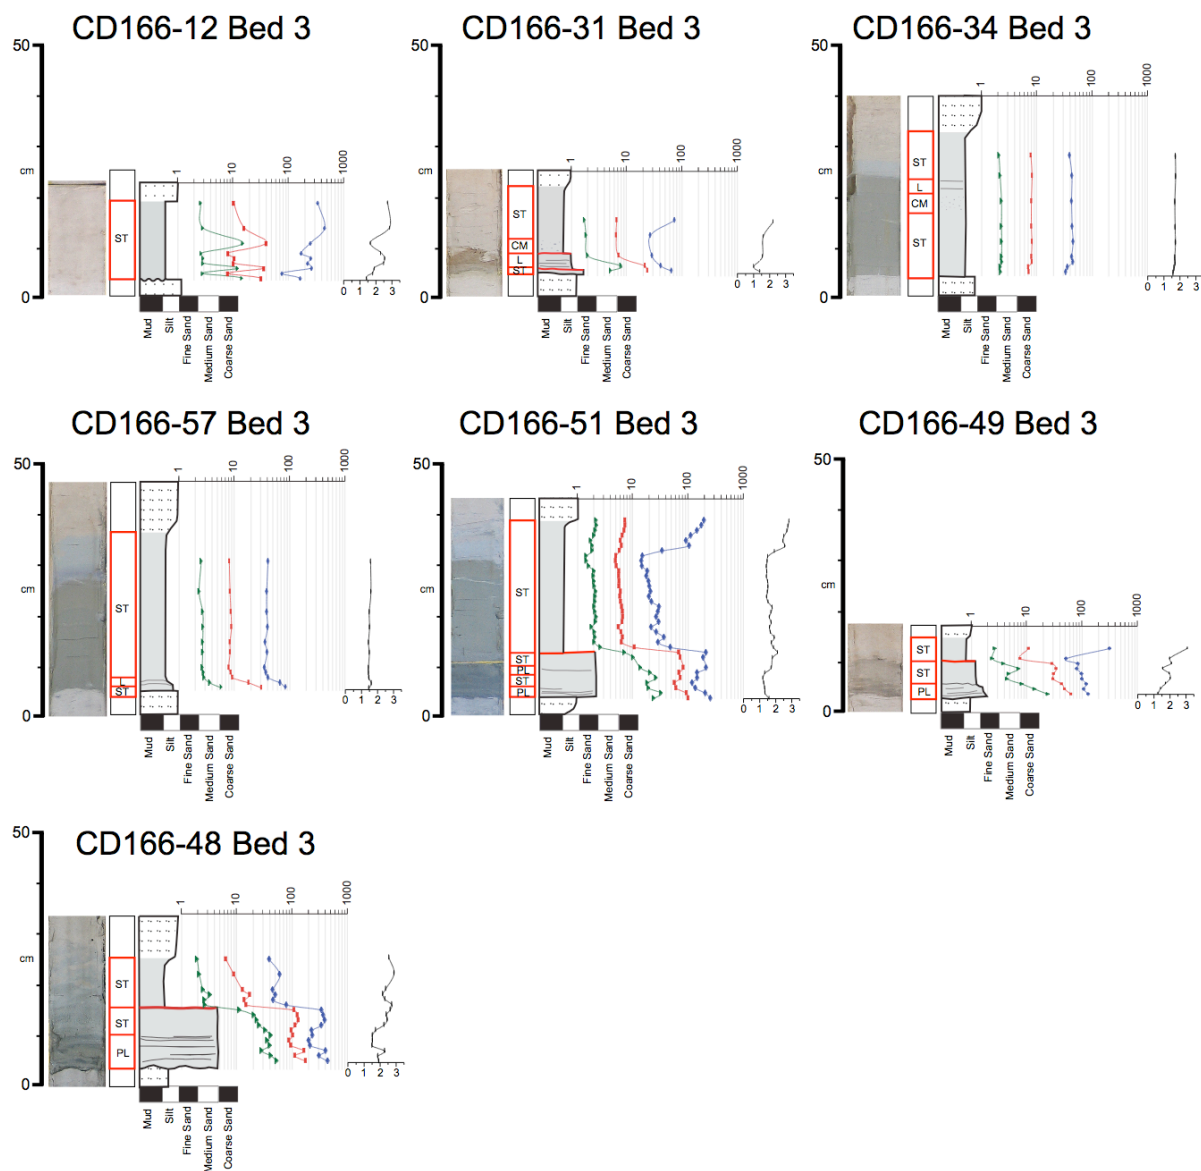 CD166-12 Bed 3
50
cm
0
ST
1
10
100
1000
0 1 2 3
Mud
Silt
Fine Sand
Medium Sand
Coarse Sand
CD166-31 Bed 3
50
cm
0
ST
CM
L
ST
1
10
100
1000
0 1 2 3
Mud
Silt
Fine Sand
Medium Sand
Coarse Sand
CD166-34 Bed 3
50
cm
0
ST
L
CM
ST
1
10
100
1000
0 1 2 3
Mud
Silt
Fine Sand
Medium Sand
Coarse Sand
CD166-57 Bed 3
50
cm
0
ST
L
ST
1
10
100
1000
0 1 2 3
Mud
Silt
Fine Sand
Medium Sand
Coarse Sand
CD166-51 Bed 3
50
cm
0
ST
ST
PL
ST
PL
1
10
100
1000
0 1 2 3
Mud
Silt
Fine Sand
Medium Sand
Coarse Sand
CD166-49 Bed 3
50
cm
0
ST
ST
PL
1
10
100
1000
0 1 2 3
Mud
Silt
Fine Sand
Medium Sand
Coarse Sand
CD166-48 Bed 3
50
cm
0
ST
ST
PL
1
10
100
1000
0 1 2 3
Mud
Silt
Fine Sand
Medium Sand
Coarse Sand